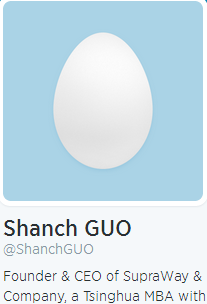 Shanch GUO
@ShanchGUO
Founder & CEO of SupraWay &
Company, a Tsinghua MBA with